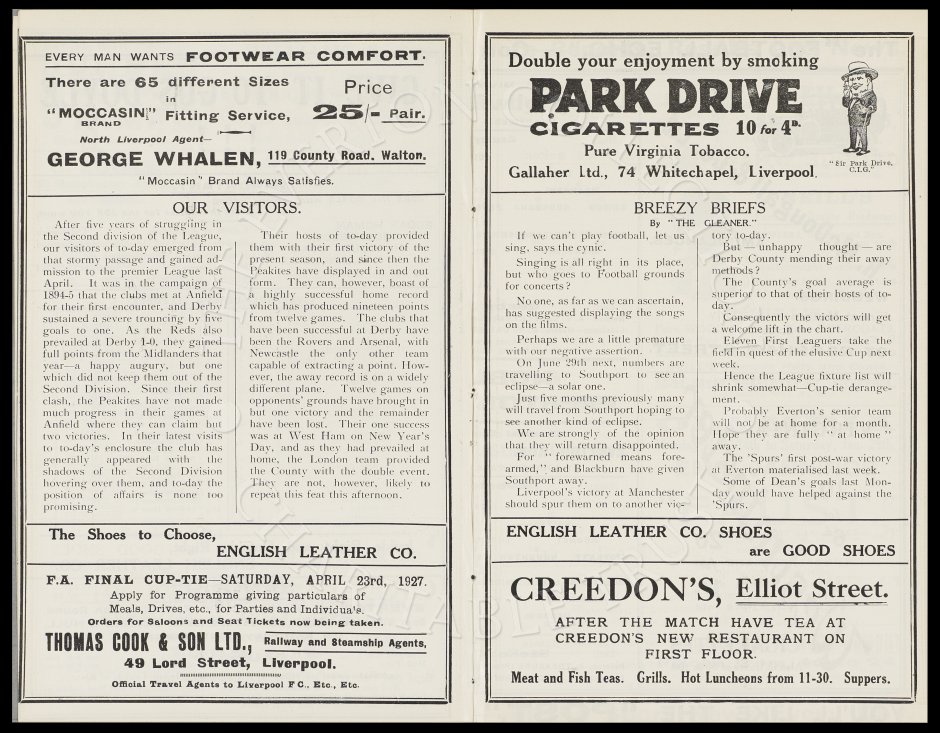 EVERY MAN WANTS FOOTWEAR COMFORT.
There are 65 different Sizes
in
"MOCCASIN" Fitting Service,
BRAND
Price
25/- Pair.
North Liverpool Agent—
GEORGE WHALEN, 119 County Road, Walton.
"Moccasin" Brand Always Satisfies.
OUR VISITORS.
After five years of struggling in
the Second division of the League,
our visitors of to-day emerged from
that stormy passage and gained ad-
mission to the premier League last
April. It was in the campaign of
1894-5 that the clubs met at Anfield
for their first encounter, and Derby
sustained a severe trouncing by five
goals to one. As the Reds also
prevailed at Derby 1-0, they gained
full points from the Midlanders that
year—a happy augury, but one
which did not keep them out of the
Second Division. Since their first
clash, the Peakites have not made
much progress in their games at
Anfield where they can claim but
two victories. In their latest visits
to to-day's enclosure the club has
generally appeared with the
shadows of the Second Division
hovering over them, and to-day the
position of affairs is none too
promising.
Their hosts of to-day provided
them with their first victory of the
present season, and since then the
Peakites have displayed in and out
form. They can, however, boast of
a highly successful home record
which has produced nineteen points
from twelve games. The clubs that
have been successful at Derby have
been the Rovers and Arsenal, with
Newcastle the only other team
capable of extracting a point. How-
ever, the away record is on a widely
different plane. Twelve games on
opponents' grounds have brought in
but one victory and the remainder
have been lost. Their one success
was at West Ham on New Year's
Day, and as they had prevailed at
home, the London team provided
the County with the double event.
They are not, however, likely to
repeat this feat this afternoon.
The Shoes to Choose,
ENGLISH LEATHER CO.
F.A. FINAL CUP-TIE—SATURDAY, APRIL 23rd, 1927.
Apply for Programme giving particulars of
Meals, Drives, etc., for Parties and Individuals.
Orders for Saloons and Seat Tickets now being taken.
THOMAS COOK & SON LTD., Railway and Steamship Agents,
49 Lord Street, Liverpool.
Official Travel Agents to Liverpool F C., Etc., Etc.
Double your enjoyment by smoking
PARK DRIVE
CIGARETTES 10 for 4D.
Pure Virginia Tobacco.
Gallaher Ltd., 74 Whitechapel, Liverpool.
"Sir Park Drive,
C.I.G."
BREEZY BRIEFS
By "THE GLEANER."
If we can't play football, let us
sing, says the cynic.
Singing is all right in its place,
but who goes to Football grounds
for concerts?
No one, as far as we can ascertain,
has suggested displaying the songs
on the films.
Perhaps we are a little premature
with our negative assertion.
On June 29th next, numbers are
travelling to Southport to see an
eclipse—a solar one.
Just five months previously many
will travel from Southport hoping to
see another kind of eclipse.
We are strongly of the opinion
that they will return disappointed.
For "forewarned means fore-
armed," and Blackburn have given
Southport away.
Liverpool's victory at Manchester
should spur them on to another vic-
tory to-day.
But—unhappy thought—are
Derby County mending their away
methods?
The County's goal average is
superior to that of their hosts of to-
day.
Consequently the victors will get
a welcome lift in the chart.
Eleven First Leaguers take the
field in quest of the elusive Cup next
week.
Hence the League fixture list will
shrink somewhat—Cup-tie derange-
ment.
Probably Everton's senior team
will not be at home for a month,
Hope they are fully "at home"
away.
The 'Spurs' first post-war victory
at Everton materialised last week.
Some of Dean's goals last Mon-
day would have helped against the
'Spurs.
ENGLISH LEATHER CO. SHOES
are GOOD SHOES
CREEDON'S, Elliot Street.
AFTER THE MATCH HAVE TEA AT
CREEDON'S NEW RESTAURANT ON
FIRST FLOOR.
Meat and Fish Teas. Grills. Hot Luncheons from 11-30. Suppers.